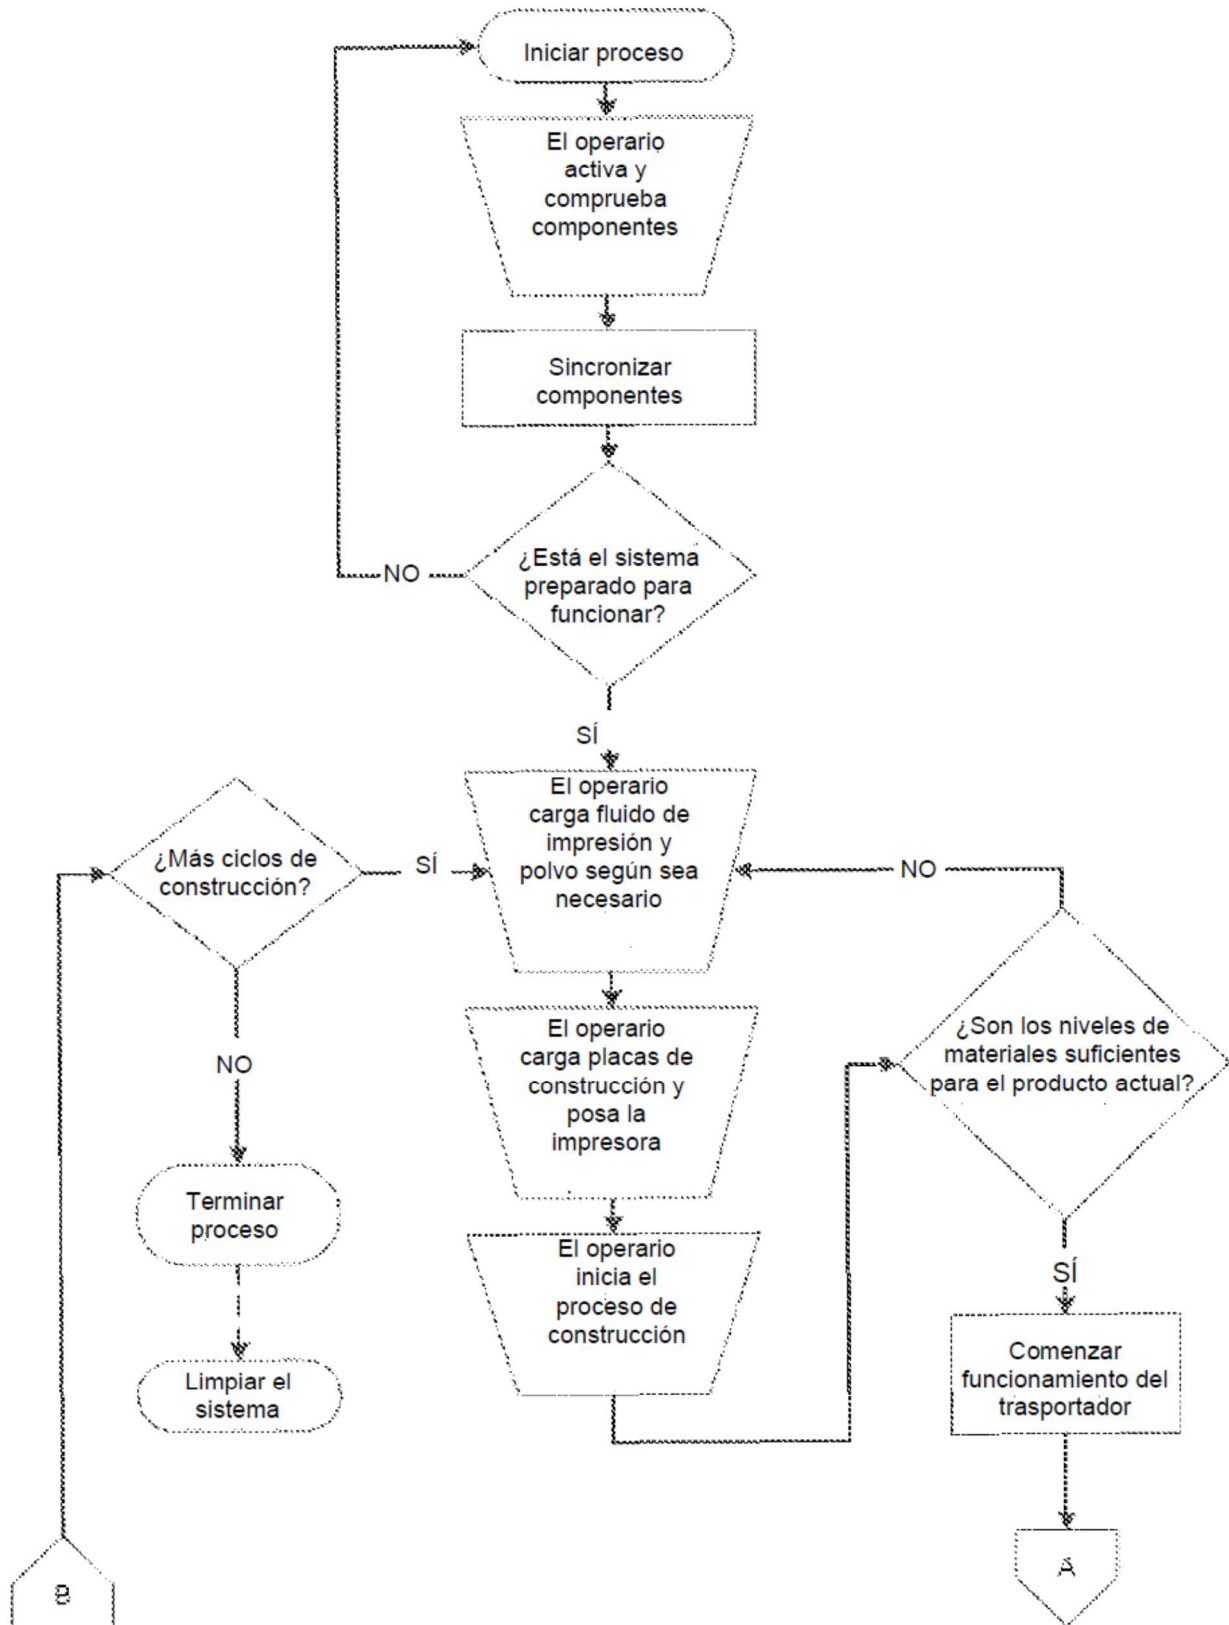 Iniciar proceso
El operario
activa y
comprueba
componentes
Sincronizar
componentes
¿Está el sistema
preparado para
funcionar?
NO
SÍ
El operario
carga fluido de
impresión y
polvo según sea
necesario
¿Más ciclos de
construcción?
SÍ
NO
NO
El operario
carga placas de
construcción y
posa la
impresora
¿Son los niveles de
materiales suficientes
para el producto actual?
Terminar
proceso
El operario
inicia el
proceso de
construcción
SÍ
Limpiar el
sistema
Comenzar
funcionamiento del
trasportador
B
A